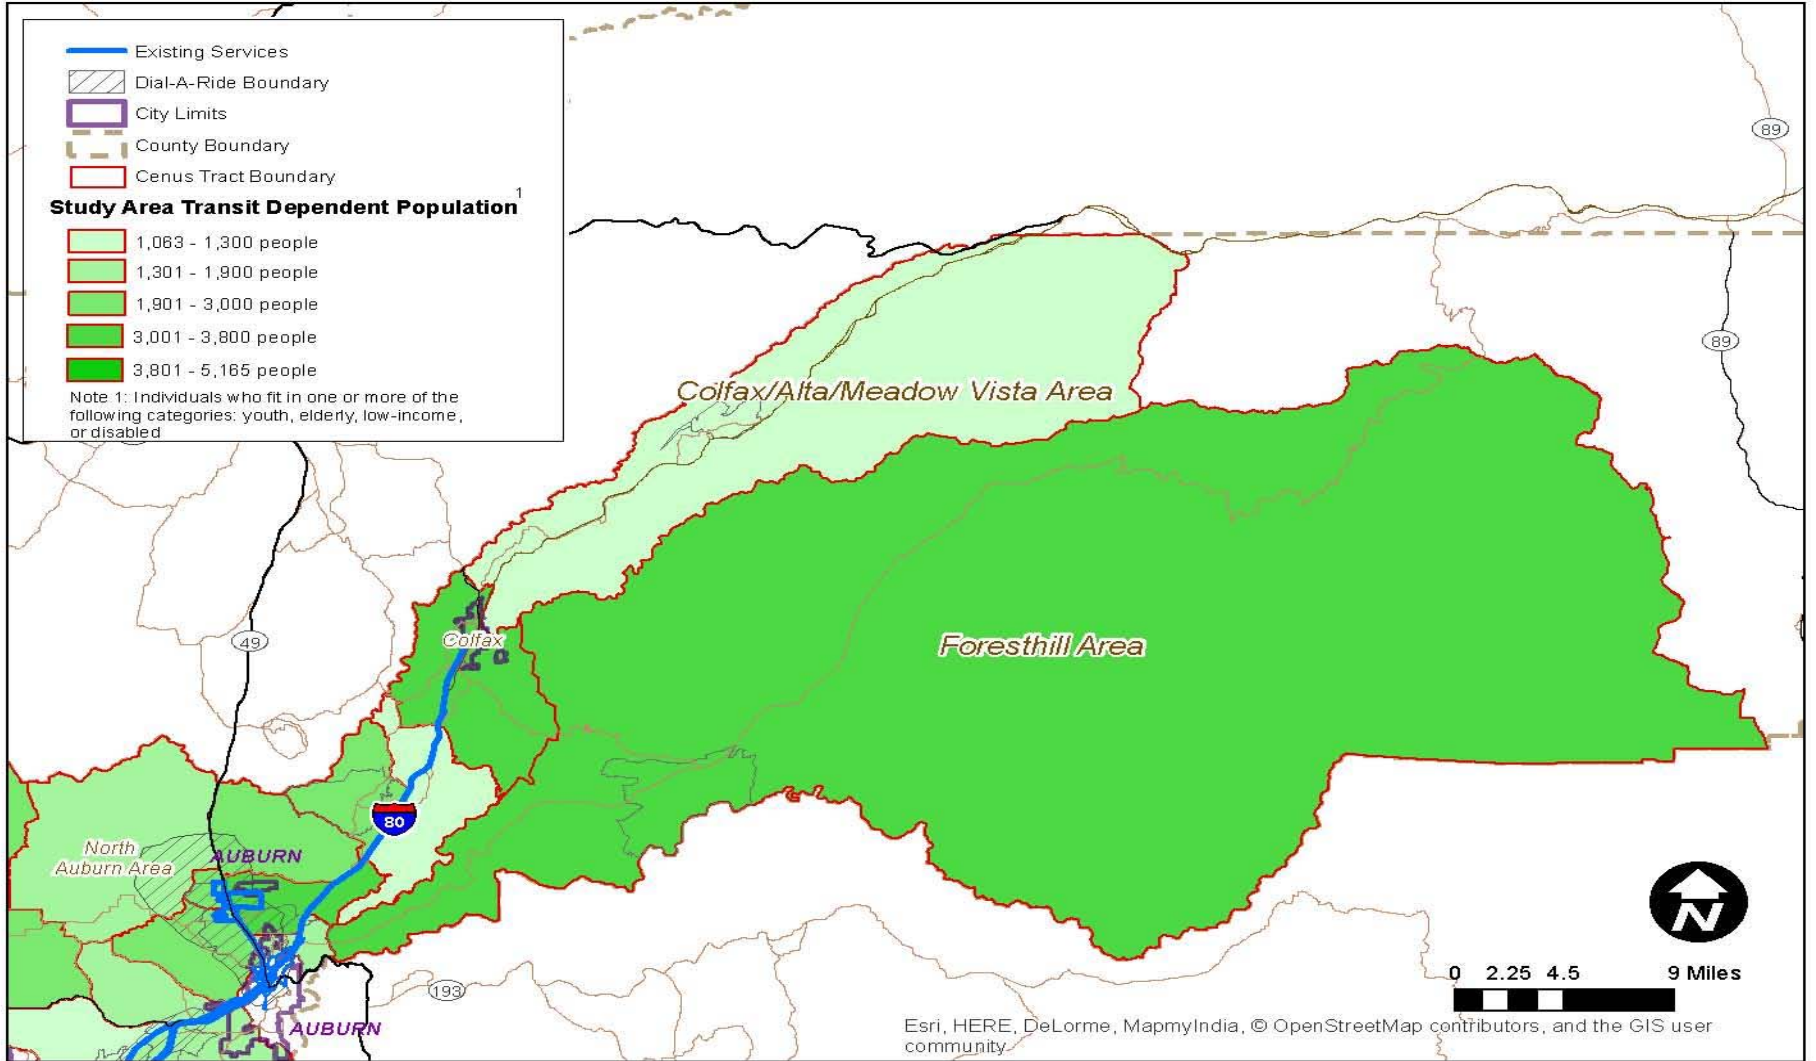 Existing Services
Dial-A-Ride Boundary
City Limits
County Boundary
Cenus Tract Boundary
Study Area Transit Dependent Population1
1,063 - 1,300 people
1,301 - 1,900 people
1,901 - 3,000 people
3,001 - 3,800 people
3,801 - 5,165 people
Note 1: Individuals who fit in one or more of the
following categories: youth, elderly, low-income,
or disabled
89
89
Colfax/Alta/Meadow Vista Area
49
Colfax
Foresthill Area
80
North
Auburn Area
AUBURN
N
193
AUBURN
0 2.25 4.5 9 Miles
Esri, HERE, DeLorme, MapmyIndia, © OpenStreetMap contributors, and the GIS user
community